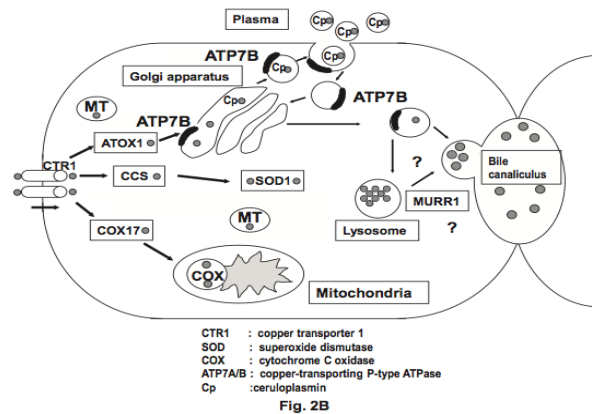 Plasma
Cp
Cp
Cp
Cp
ATP7B
Cp
Cp
Golgi apparatus
ATP7B
MT
Cp
ATP7B
CTR1
ATOX1
CCS
SOD1
?
Bile
canaliculus
MURR1
Lysosome
?
MT
COX17
COX
Mitochondria
CTR1 : copper transporter 1
SOD : superoxide dismutase
COX : cytochrome C oxidase
ATP7A/B : copper-transporting P-type ATPase
Cp :ceruloplasmin
Fig. 2B